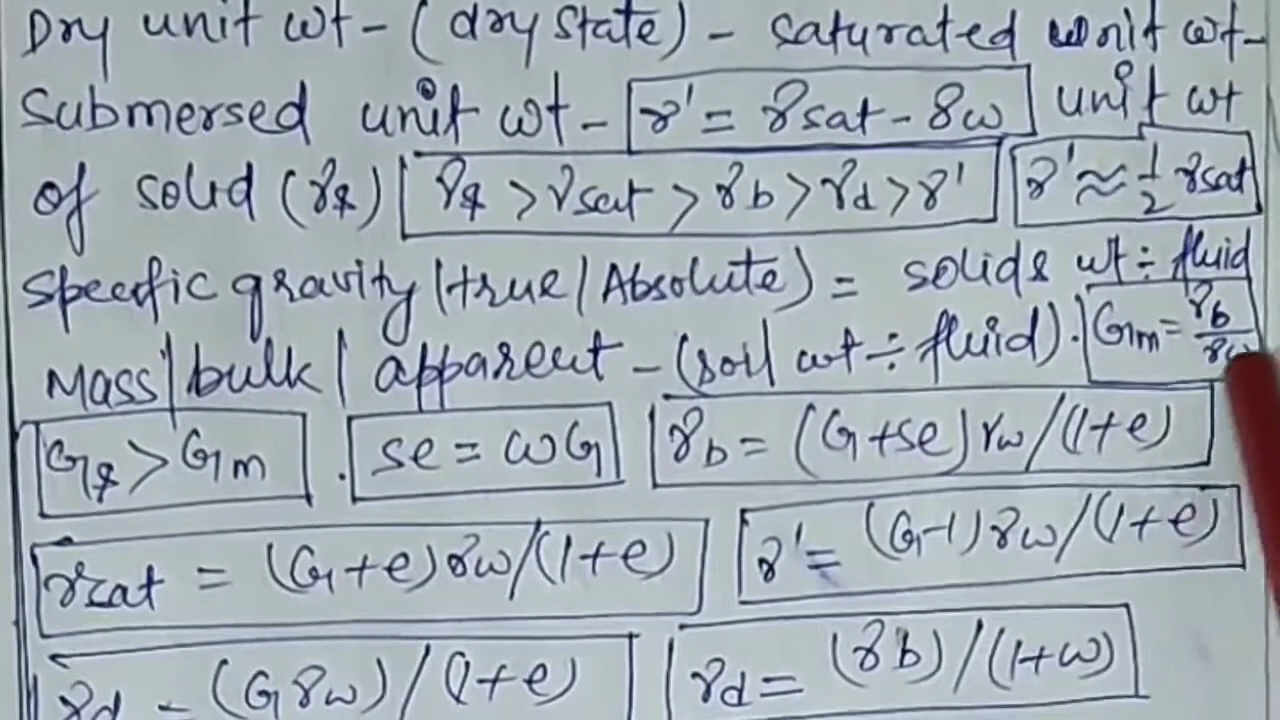 Dry unit wt - (dry state) - saturated unit wt -
Submersed unit wt - γ' = γsat - γw unit wt
of solid (γs) γs > γsat > γb > γd > γ' γ' ≈ 1/2 γsat
Specific gravity (true / Absolute) = solids wt ÷ fluid
Mass / bulk / apparent - (soil wt ÷ fluid). Gm = γb/γw
Gs > Gm . se = wG γb = (G+se)γw/(1+e)
γsat = (G+e)γw/(1+e) γ' = (G-1)γw/(1+e)
γd = (Gγw)/(1+e) γd = (γb)/(1+w)